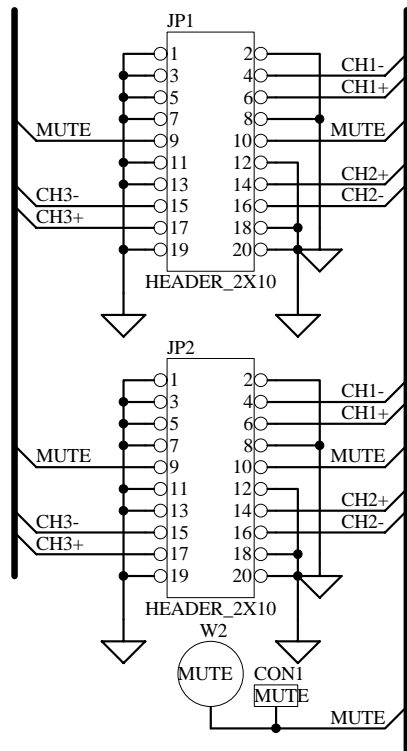 JP1
1 2
3 4 CH1-
5 6 CH1+
7 8
MUTE 9 10 MUTE
11 12
13 14 CH2+
CH3- 15 16 CH2-
CH3+ 17 18
19 20
HEADER_2X10
JP2
1 2
3 4 CH1-
5 6 CH1+
7 8
MUTE 9 10 MUTE
11 12
13 14 CH2+
CH3- 15 16 CH2-
CH3+ 17 18
19 20
HEADER_2X10
W2
MUTE
CON1
MUTE
MUTE